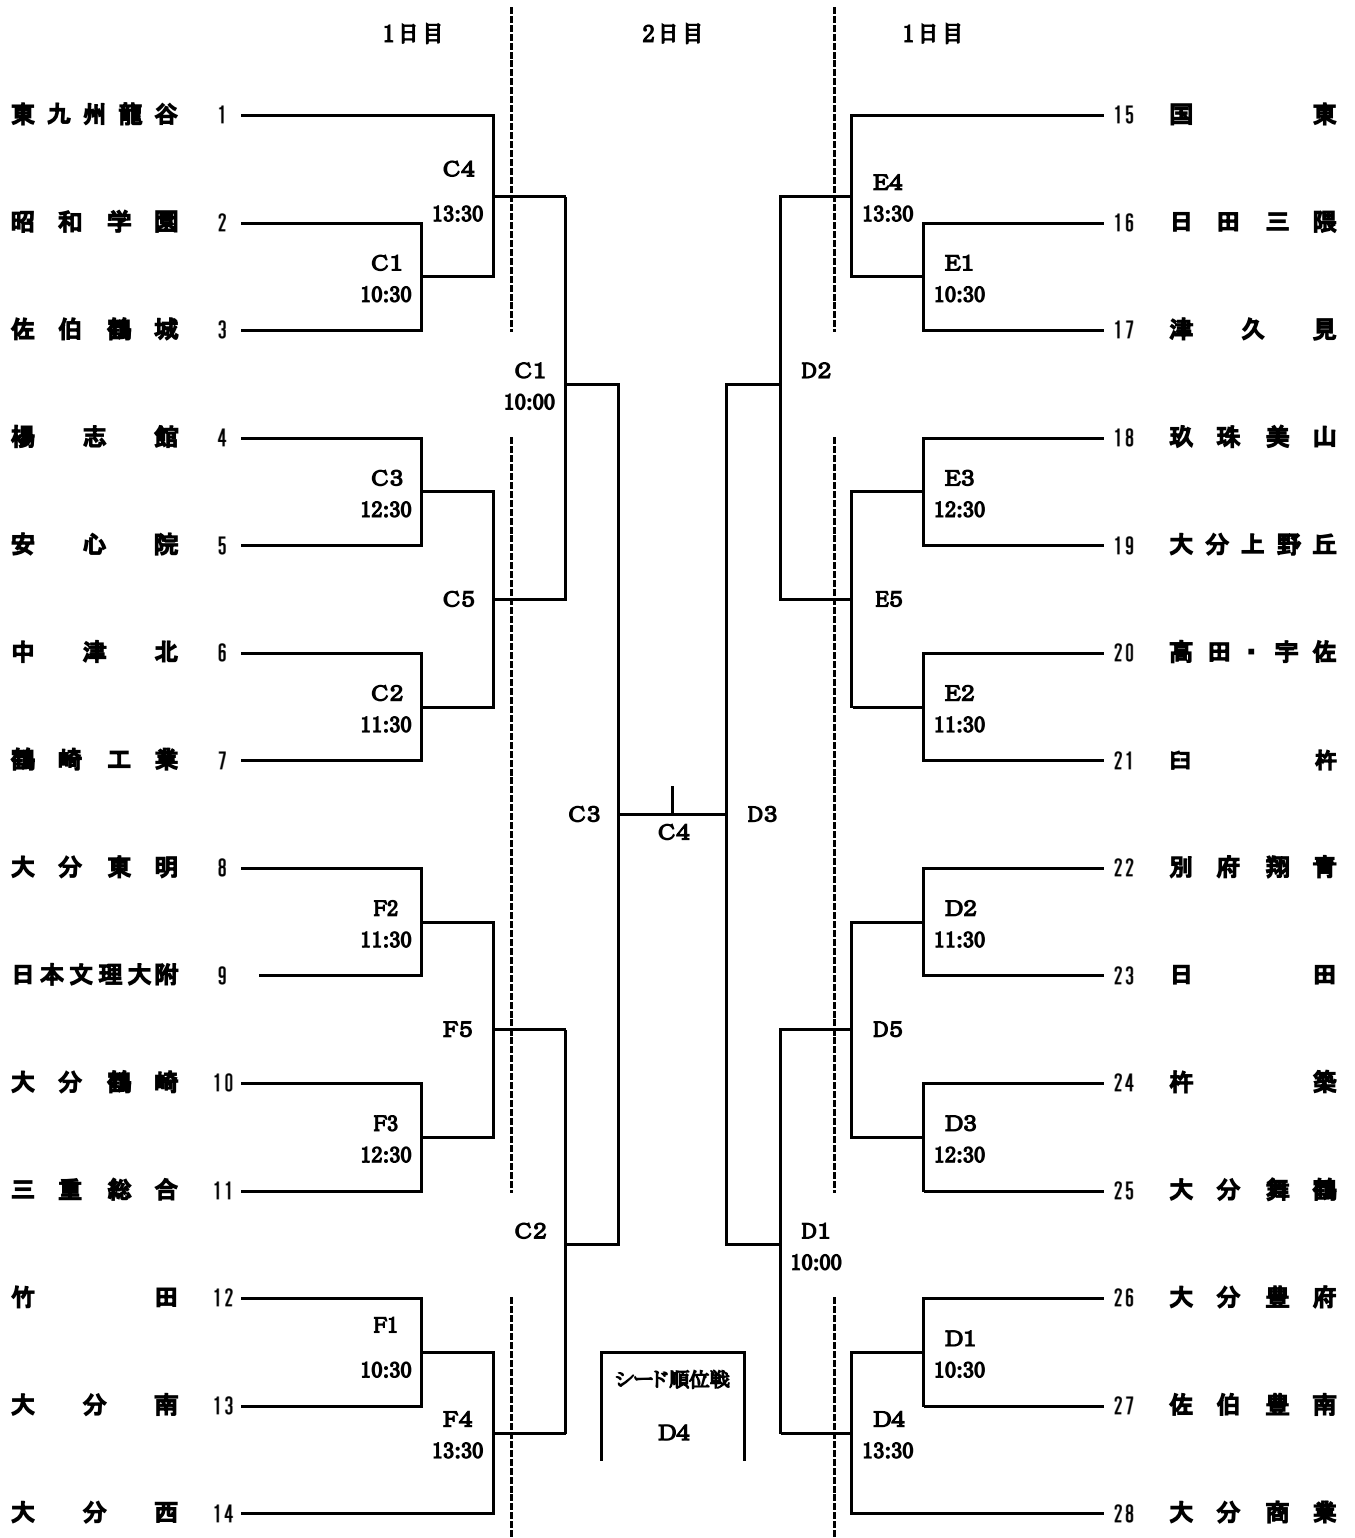 1日目 2日目 1日目
東九州龍谷 1
C4
13:30
昭和学園 2
C1
10:30
佐伯鶴城 3
C1
10:00
楊志館 4
C3
12:30
安心院 5
C5
中津北 6
C2
11:30
鶴崎工業 7
C3
C4
D3
大分東明 8
F2
11:30
日本文理大附 9
F5
大分鶴崎 10
F3
12:30
三重総合 11
C2
竹田 12
F1
10:30
大分南 13
F4
13:30
大分西 14
シード順位戦
D4
15 国東
E4
13:30
16 日田三隈
E1
10:30
17 津久見
D2
18 玖珠美山
E3
12:30
19 大分上野丘
E5
20 高田・宇佐
E2
11:30
21 臼杵
22 別府翔青
D2
11:30
23 日田
D5
24 杵築
D3
12:30
25 大分舞鶴
D1
10:00
26 大分豊府
D1
10:30
27 佐伯豊南
D4
13:30
28 大分商業